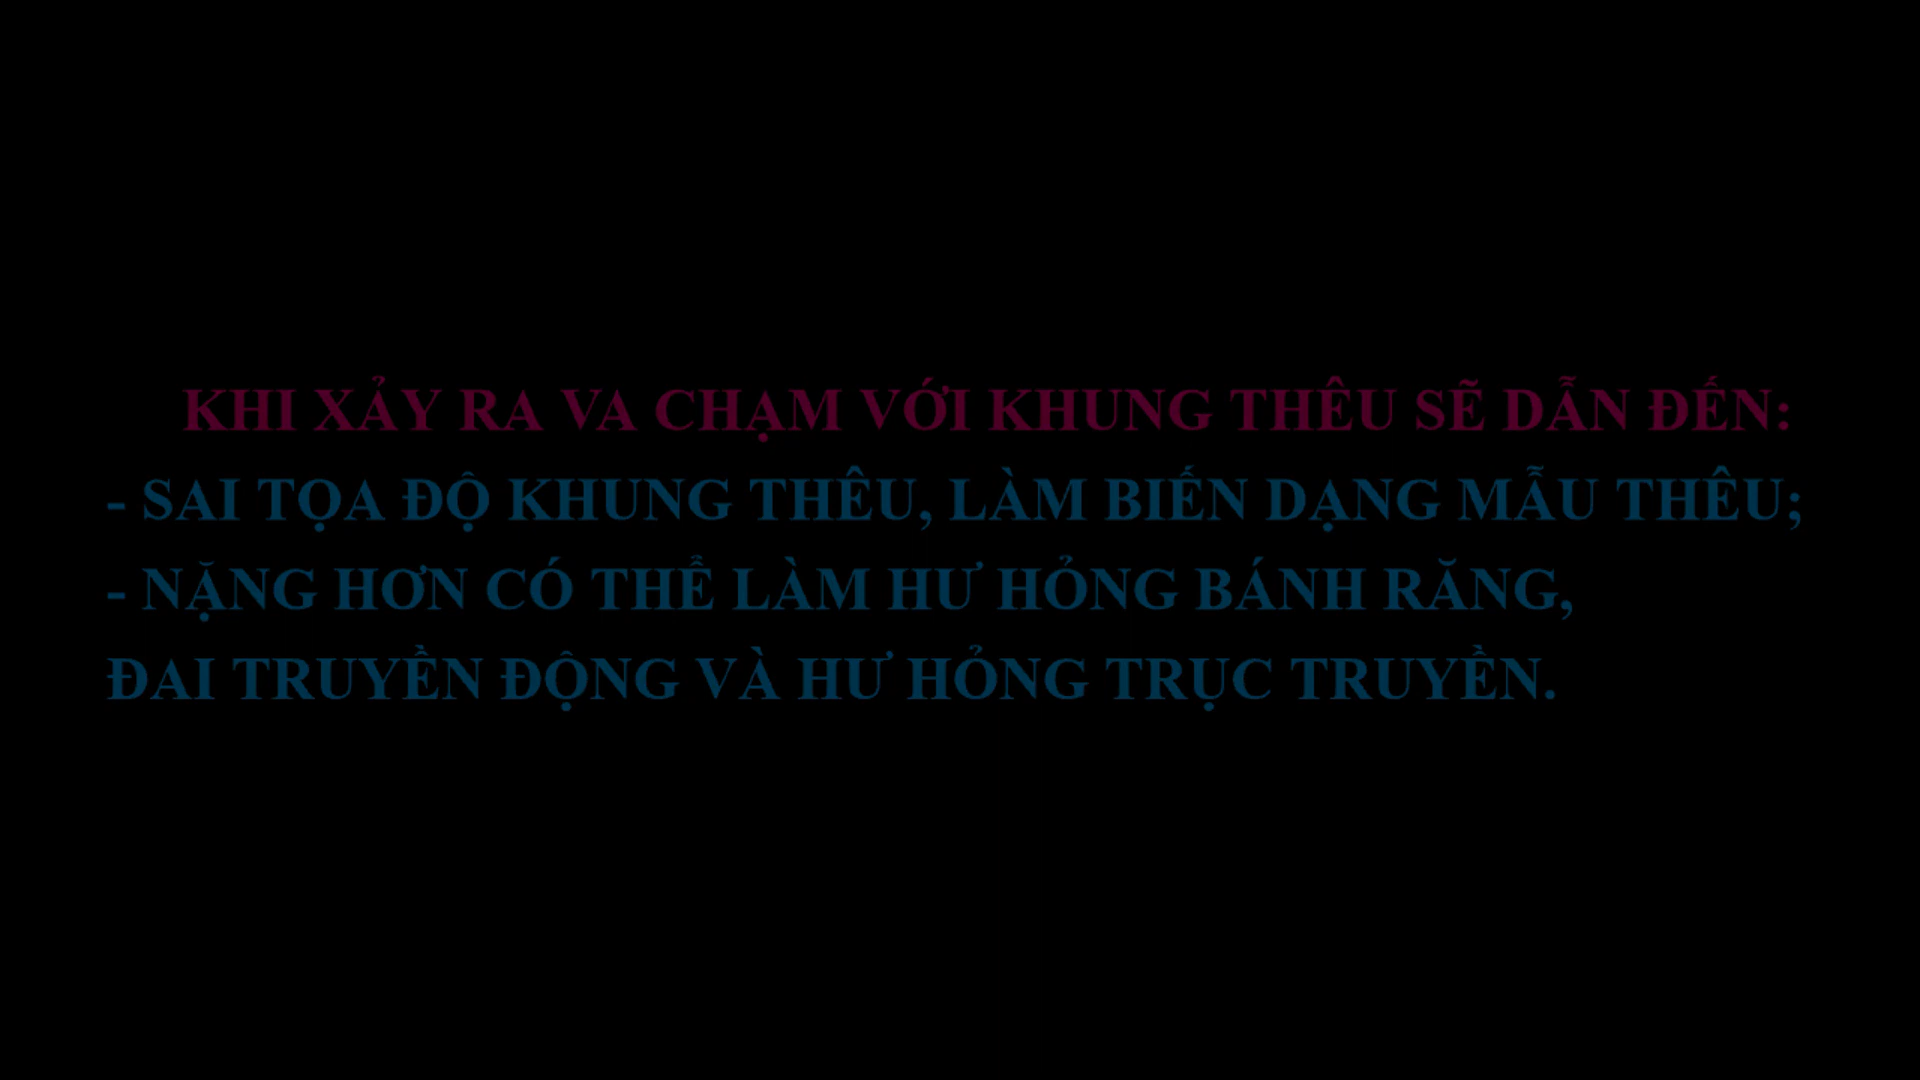 KHI XẢY RA VA CHẠM VỚI KHUNG THÊU SẼ DẪN ĐẾN:
- SAI TỌA ĐỘ KHUNG THÊU, LÀM BIẾN DẠNG MẪU THÊU;
- NẶNG HƠN CÓ THỂ LÀM HƯ HỎNG BÁNH RĂNG,
ĐAI TRUYỀN ĐỘNG VÀ HƯ HỎNG TRỤC TRUYỀN.